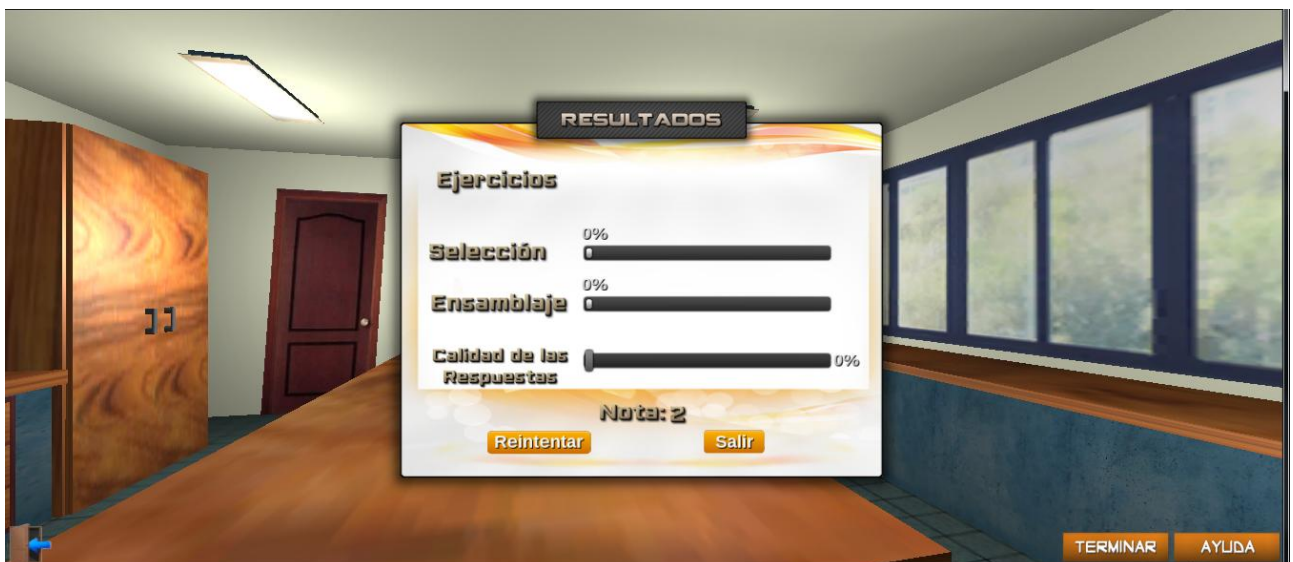 RESULTADOS
Ejercicios
0%
Selección
0%
Ensamblaje
Calidad de las
Respuestas
0%
Nota: 2
Reintentar
Salir
TERMINAR
AYUDA